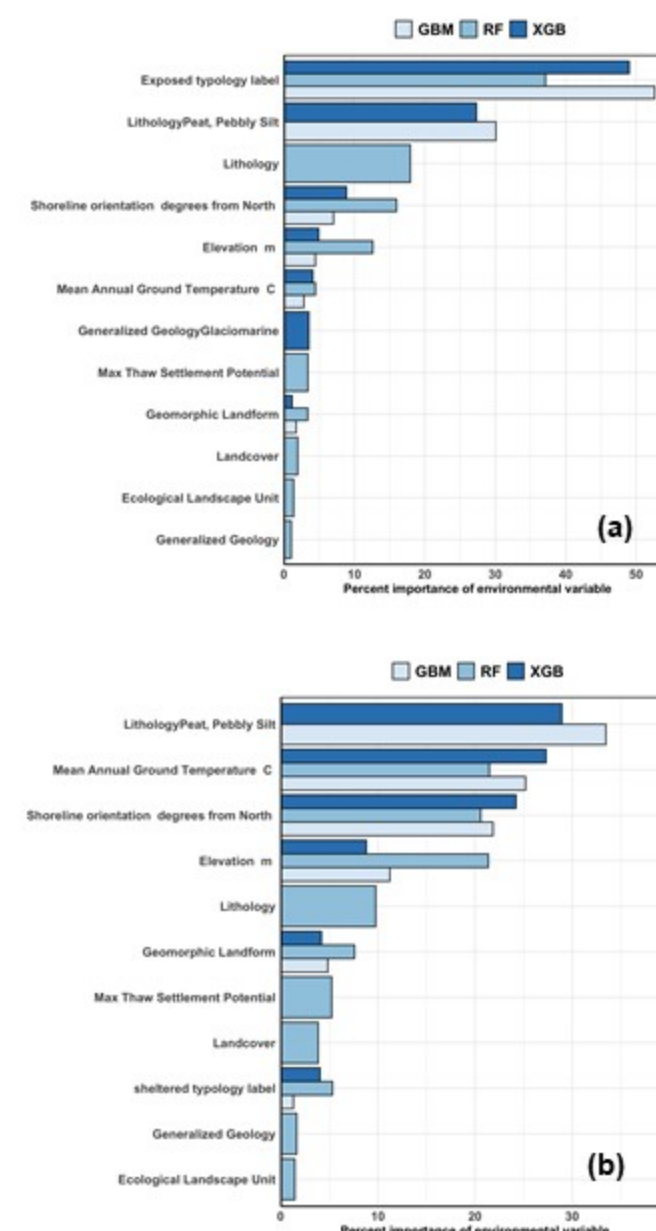 GBM RF XGB
Exposed typology label
LithologyPeat, Pebbly Silt
Lithology
Shoreline orientation degrees from North
Elevation m
Mean Annual Ground Temperature C
Generalized GeologyGlaciomarine
Max Thaw Settlement Potential
Geomorphic Landform
Landcover
Ecological Landscape Unit
Generalized Geology
(a)
0 10 20 30 40 50
Percent importance of environmental variable
GBM RF XGB
LithologyPeat, Pebbly Silt
Mean Annual Ground Temperature C
Shoreline orientation degrees from North
Elevation m
Lithology
Geomorphic Landform
Max Thaw Settlement Potential
Landcover
sheltered typology label
Generalized Geology
(b)
Ecological Landscape Unit
0 10 20 30
Percent importance of environmental variable